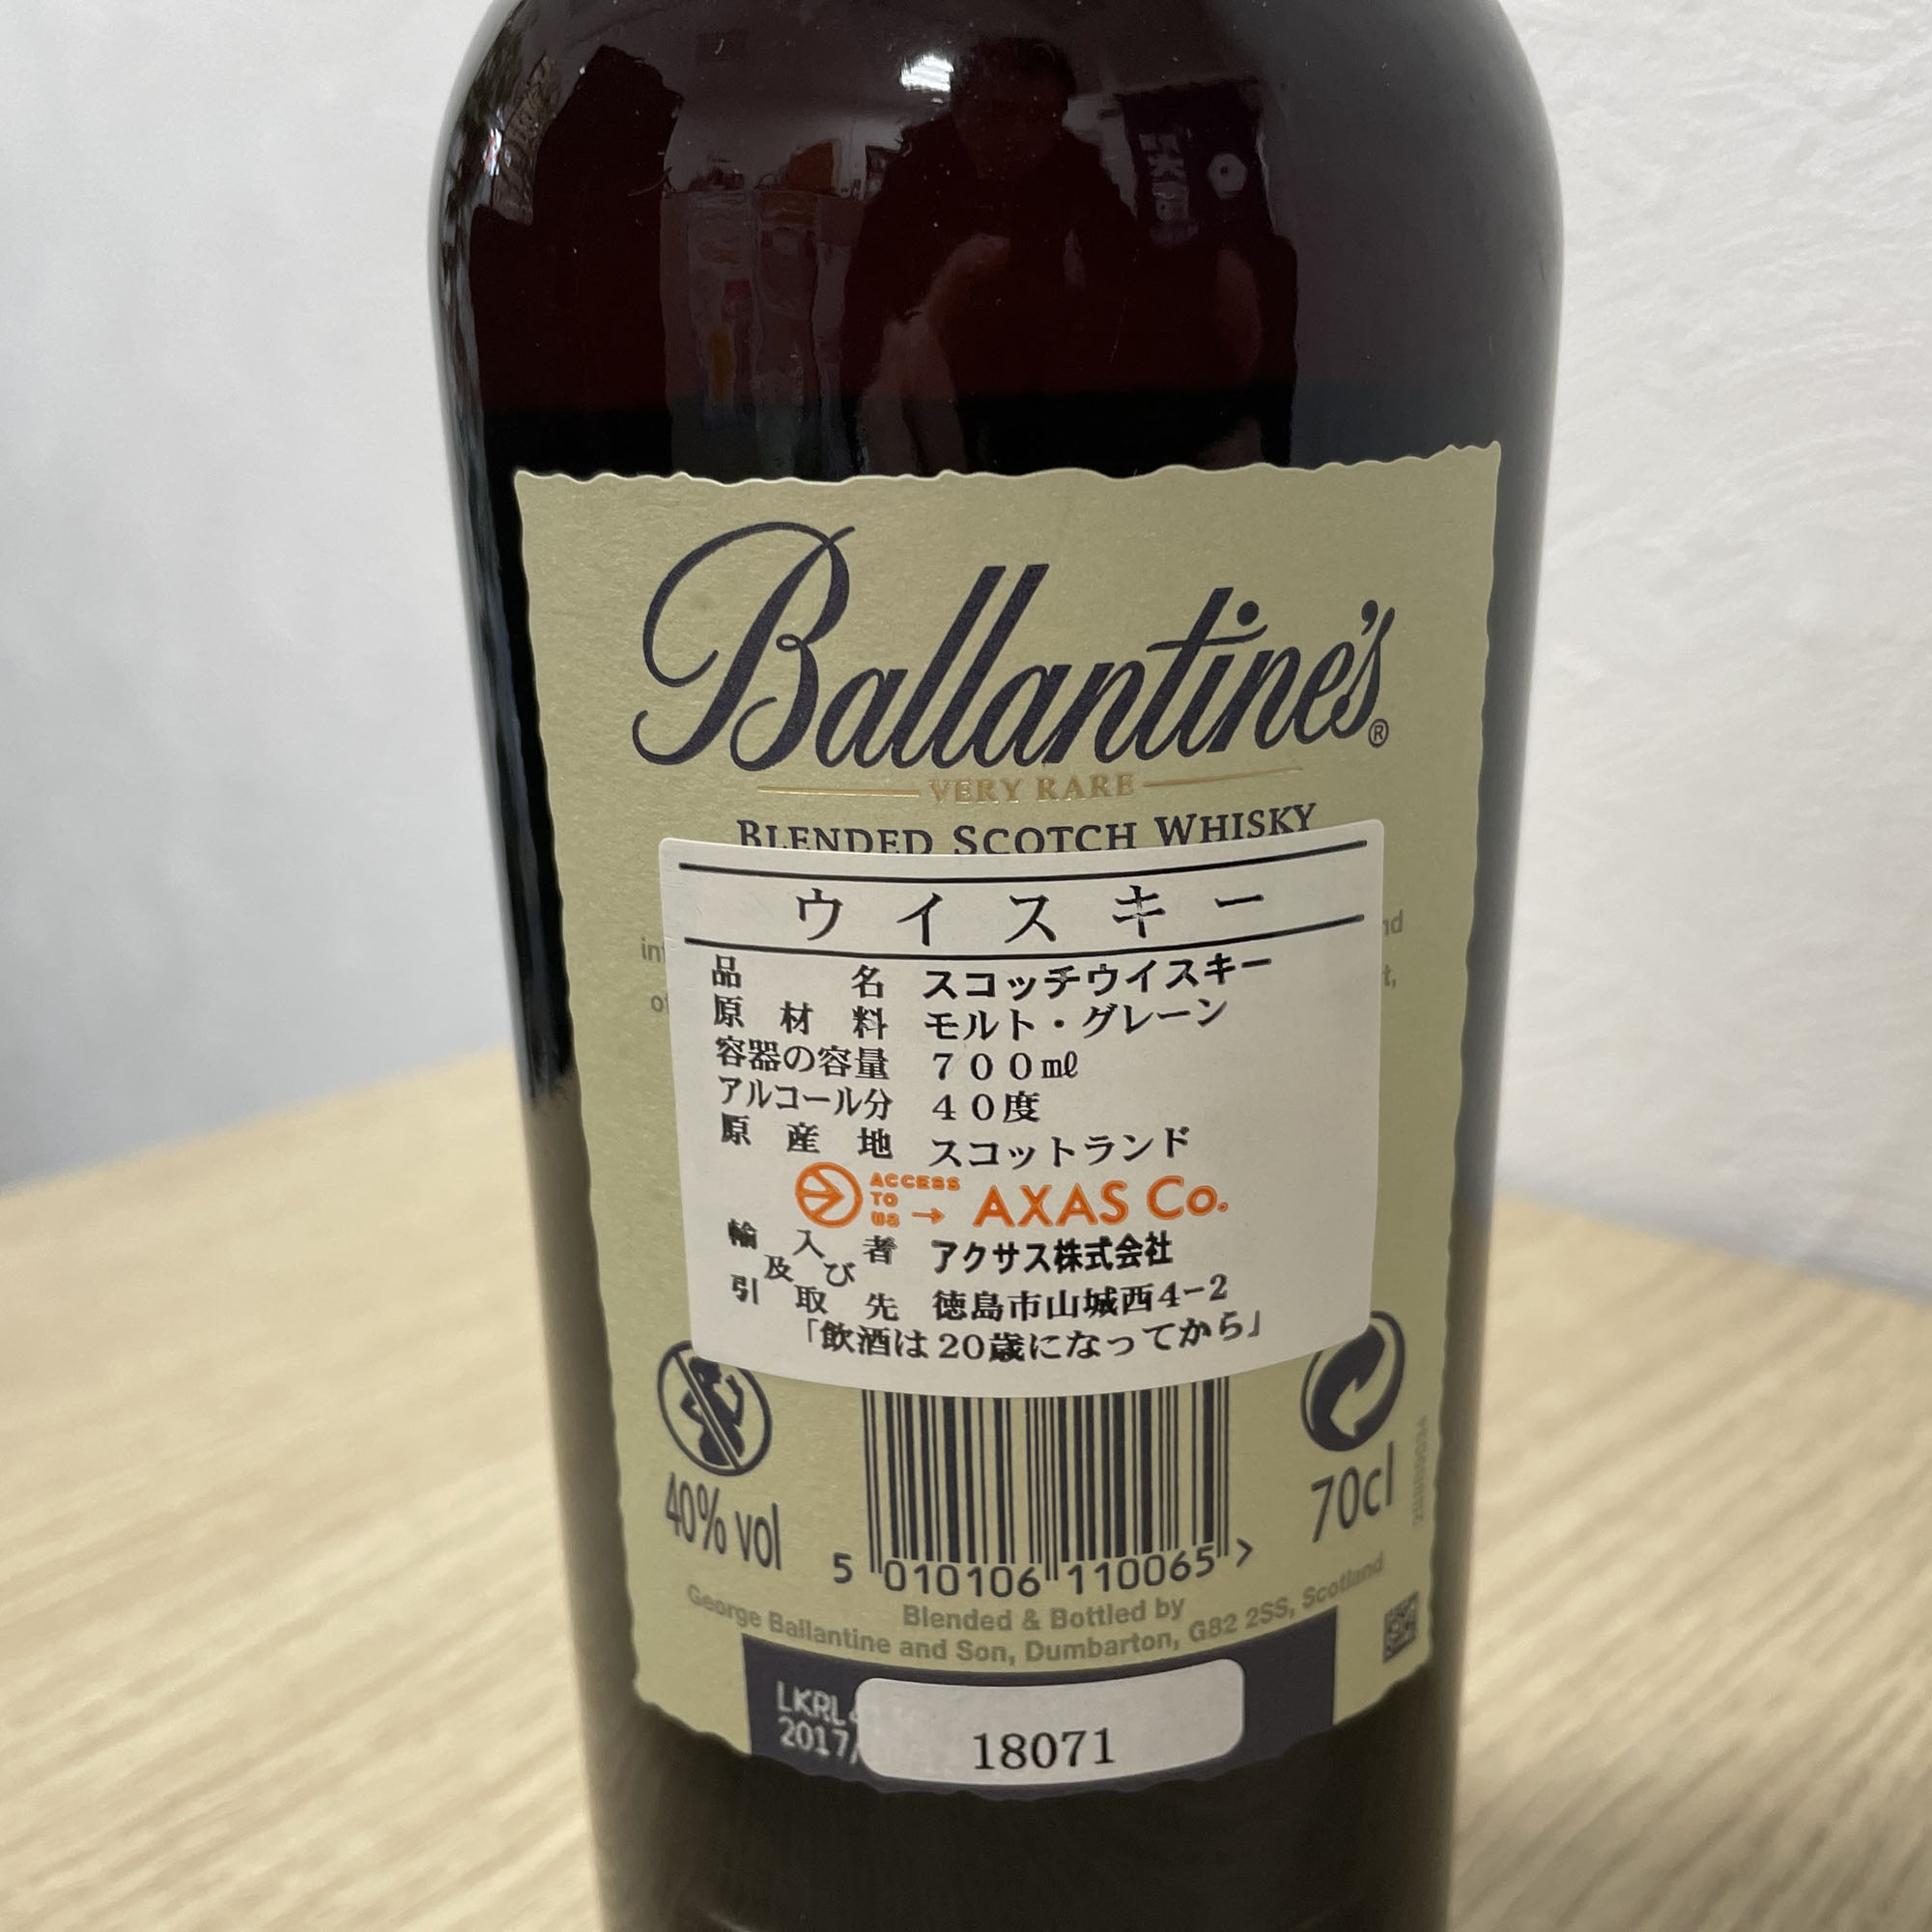 Ballantine's®
VERY RARE
BLENDED SCOTCH WHISKY
ウイスキー
品名 スコッチウイスキー
原材料 モルト・グレーン
容器の容量 700㎖
アルコール分 40度
原産地 スコットランド
ACCESS TO US → AXAS Co.
輸入者 アクサス株式会社
及び
引取先 徳島市山城西4-2
「飲酒は20歳になってから」
40% vol
70cl
5 010106 110065 >
Blended & Bottled by
George Ballantine and Son, Dumbarton, G82 2SS, Scotland
LKRL
2017/
18071